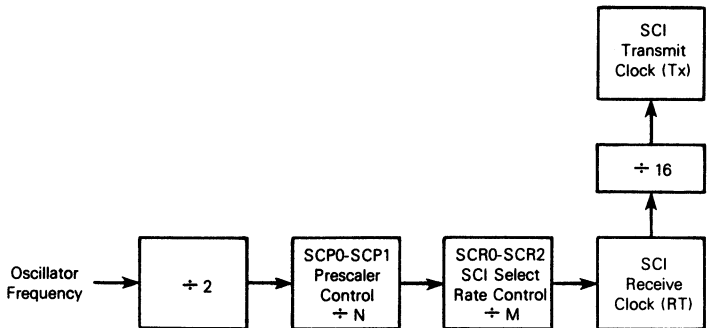 SCI
Transmit
Clock (Tx)
÷ 16
Oscillator
Frequency
÷ 2
SCP0-SCP1
Prescaler
Control
÷ N
SCR0-SCR2
SCI Select
Rate Control
÷ M
SCI
Receive
Clock (RT)